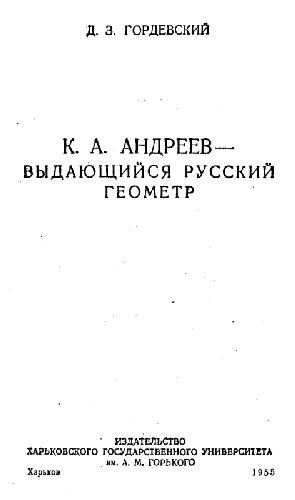 Д. З. ГОРДЕВСКИЙ
К. А. АНДРЕЕВ—
ВЫДАЮЩИЙСЯ РУССКИЙ
ГЕОМЕТР
ИЗДАТЕЛЬСТВО
ХАРЬКОВСКОГО ГОСУДАРСТВЕННОГО УНИВЕРСИТЕТА
им. А. М. ГОРЬКОГО
Харьков 1955